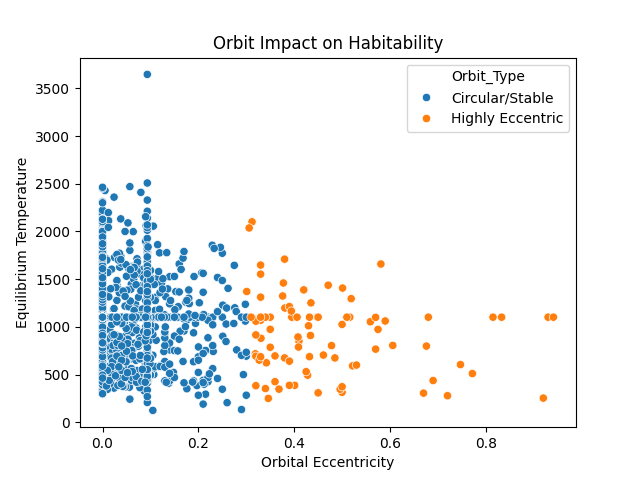 Orbit Impact on Habitability
Orbit_Type
Circular/Stable
Highly Eccentric
Equilibrium Temperature
3500
3000
2500
2000
1500
1000
500
0
0.0 0.2 0.4 0.6 0.8
Orbital Eccentricity